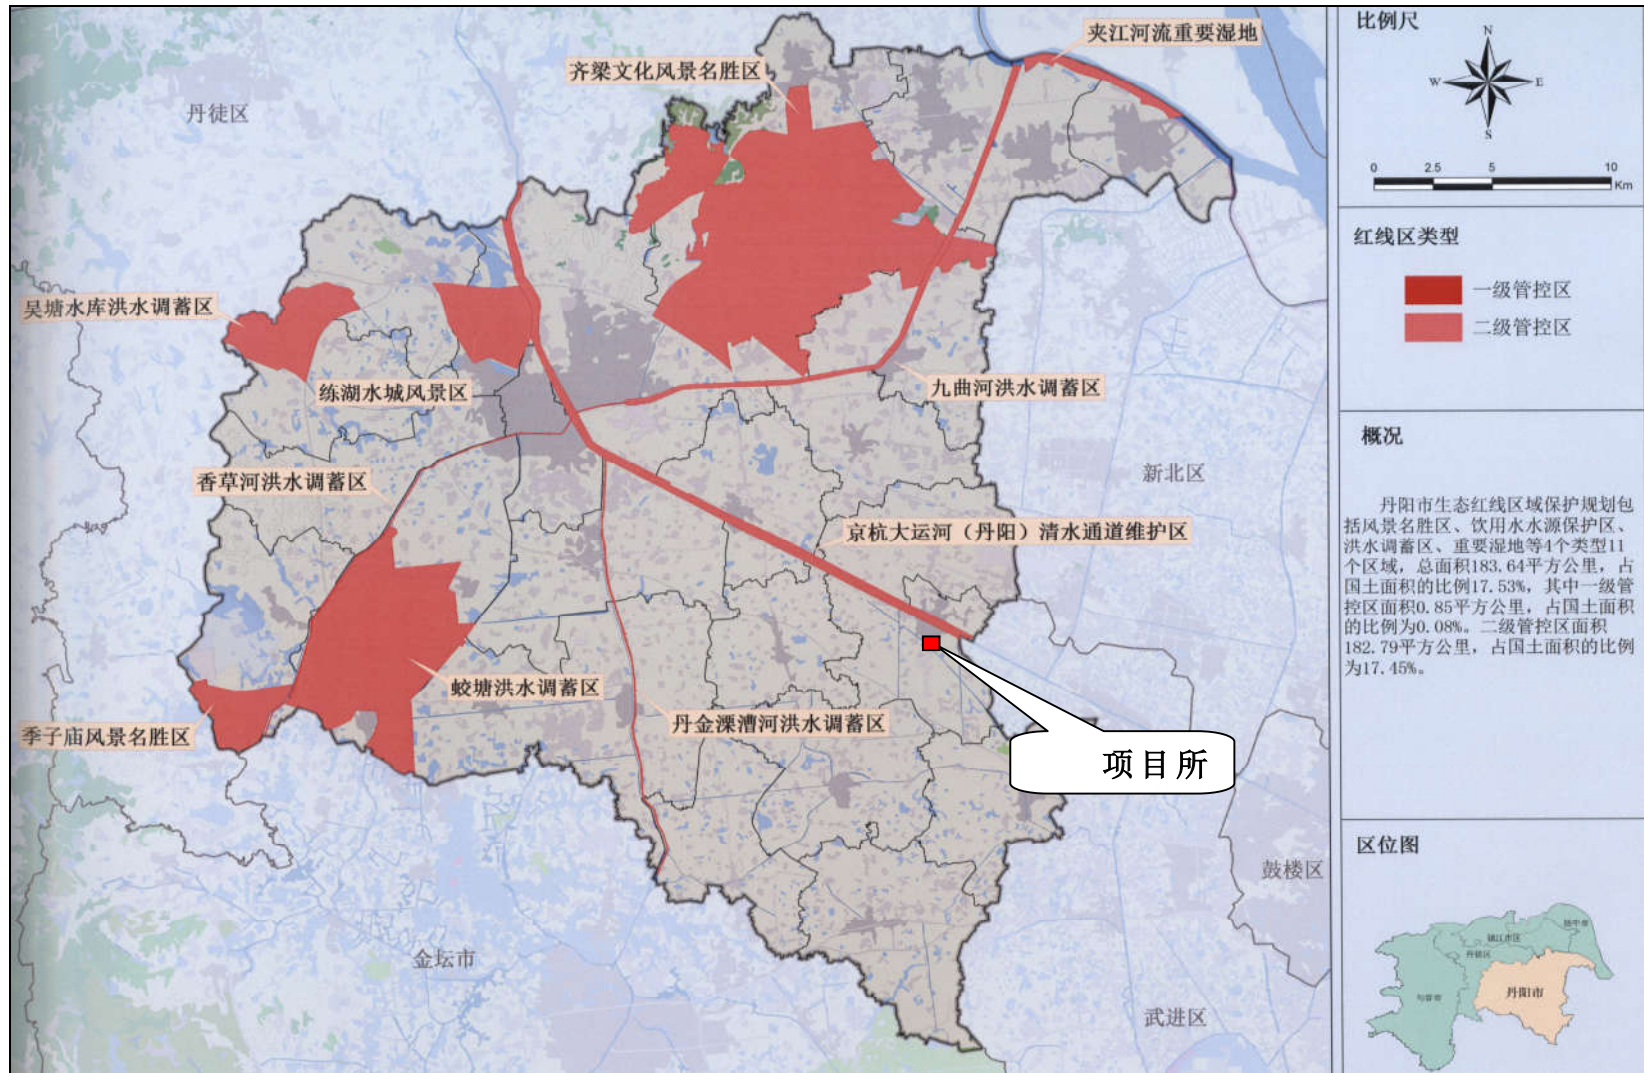 夹江河流重要湿地
齐梁文化风景名胜区
丹徒区
吴塘水库洪水调蓄区
练湖水城风景区
九曲河洪水调蓄区
香草河洪水调蓄区
新北区
京杭大运河（丹阳）清水通道维护区
蛟塘洪水调蓄区
季子庙风景名胜区
丹金溧漕河洪水调蓄区
项目所
鼓楼区
金坛市
武进区
比例尺
N
W
E
S
0 2.5 5 10
Km
红线区类型
一级管控区
二级管控区
概况
丹阳市生态红线区域保护规划包
括风景名胜区、饮用水水源保护区、
洪水调蓄区、重要湿地等4个类型11
个区域，总面积183.64平方公里，占
国土面积的比例17.53%，其中一级管
控区面积0.85平方公里，占国土面积
的比例为0.08%。二级管控区面积
182.79平方公里，占国土面积的比例
为17.45%。
区位图
扬中市
镇江市区
丹徒区
句容市
丹阳市